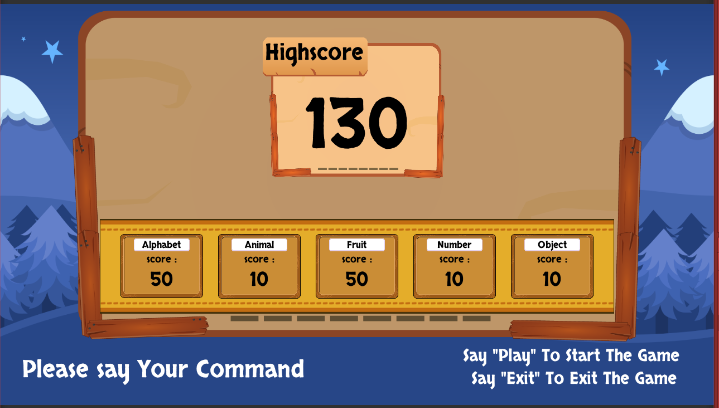 Highscore
130
Alphabet Animal Fruit Number Object
score : score : score : score : score :
50 10 50 10 10
Please say Your Command
Say "Play" To Start The Game
Say "Exit" To Exit The Game